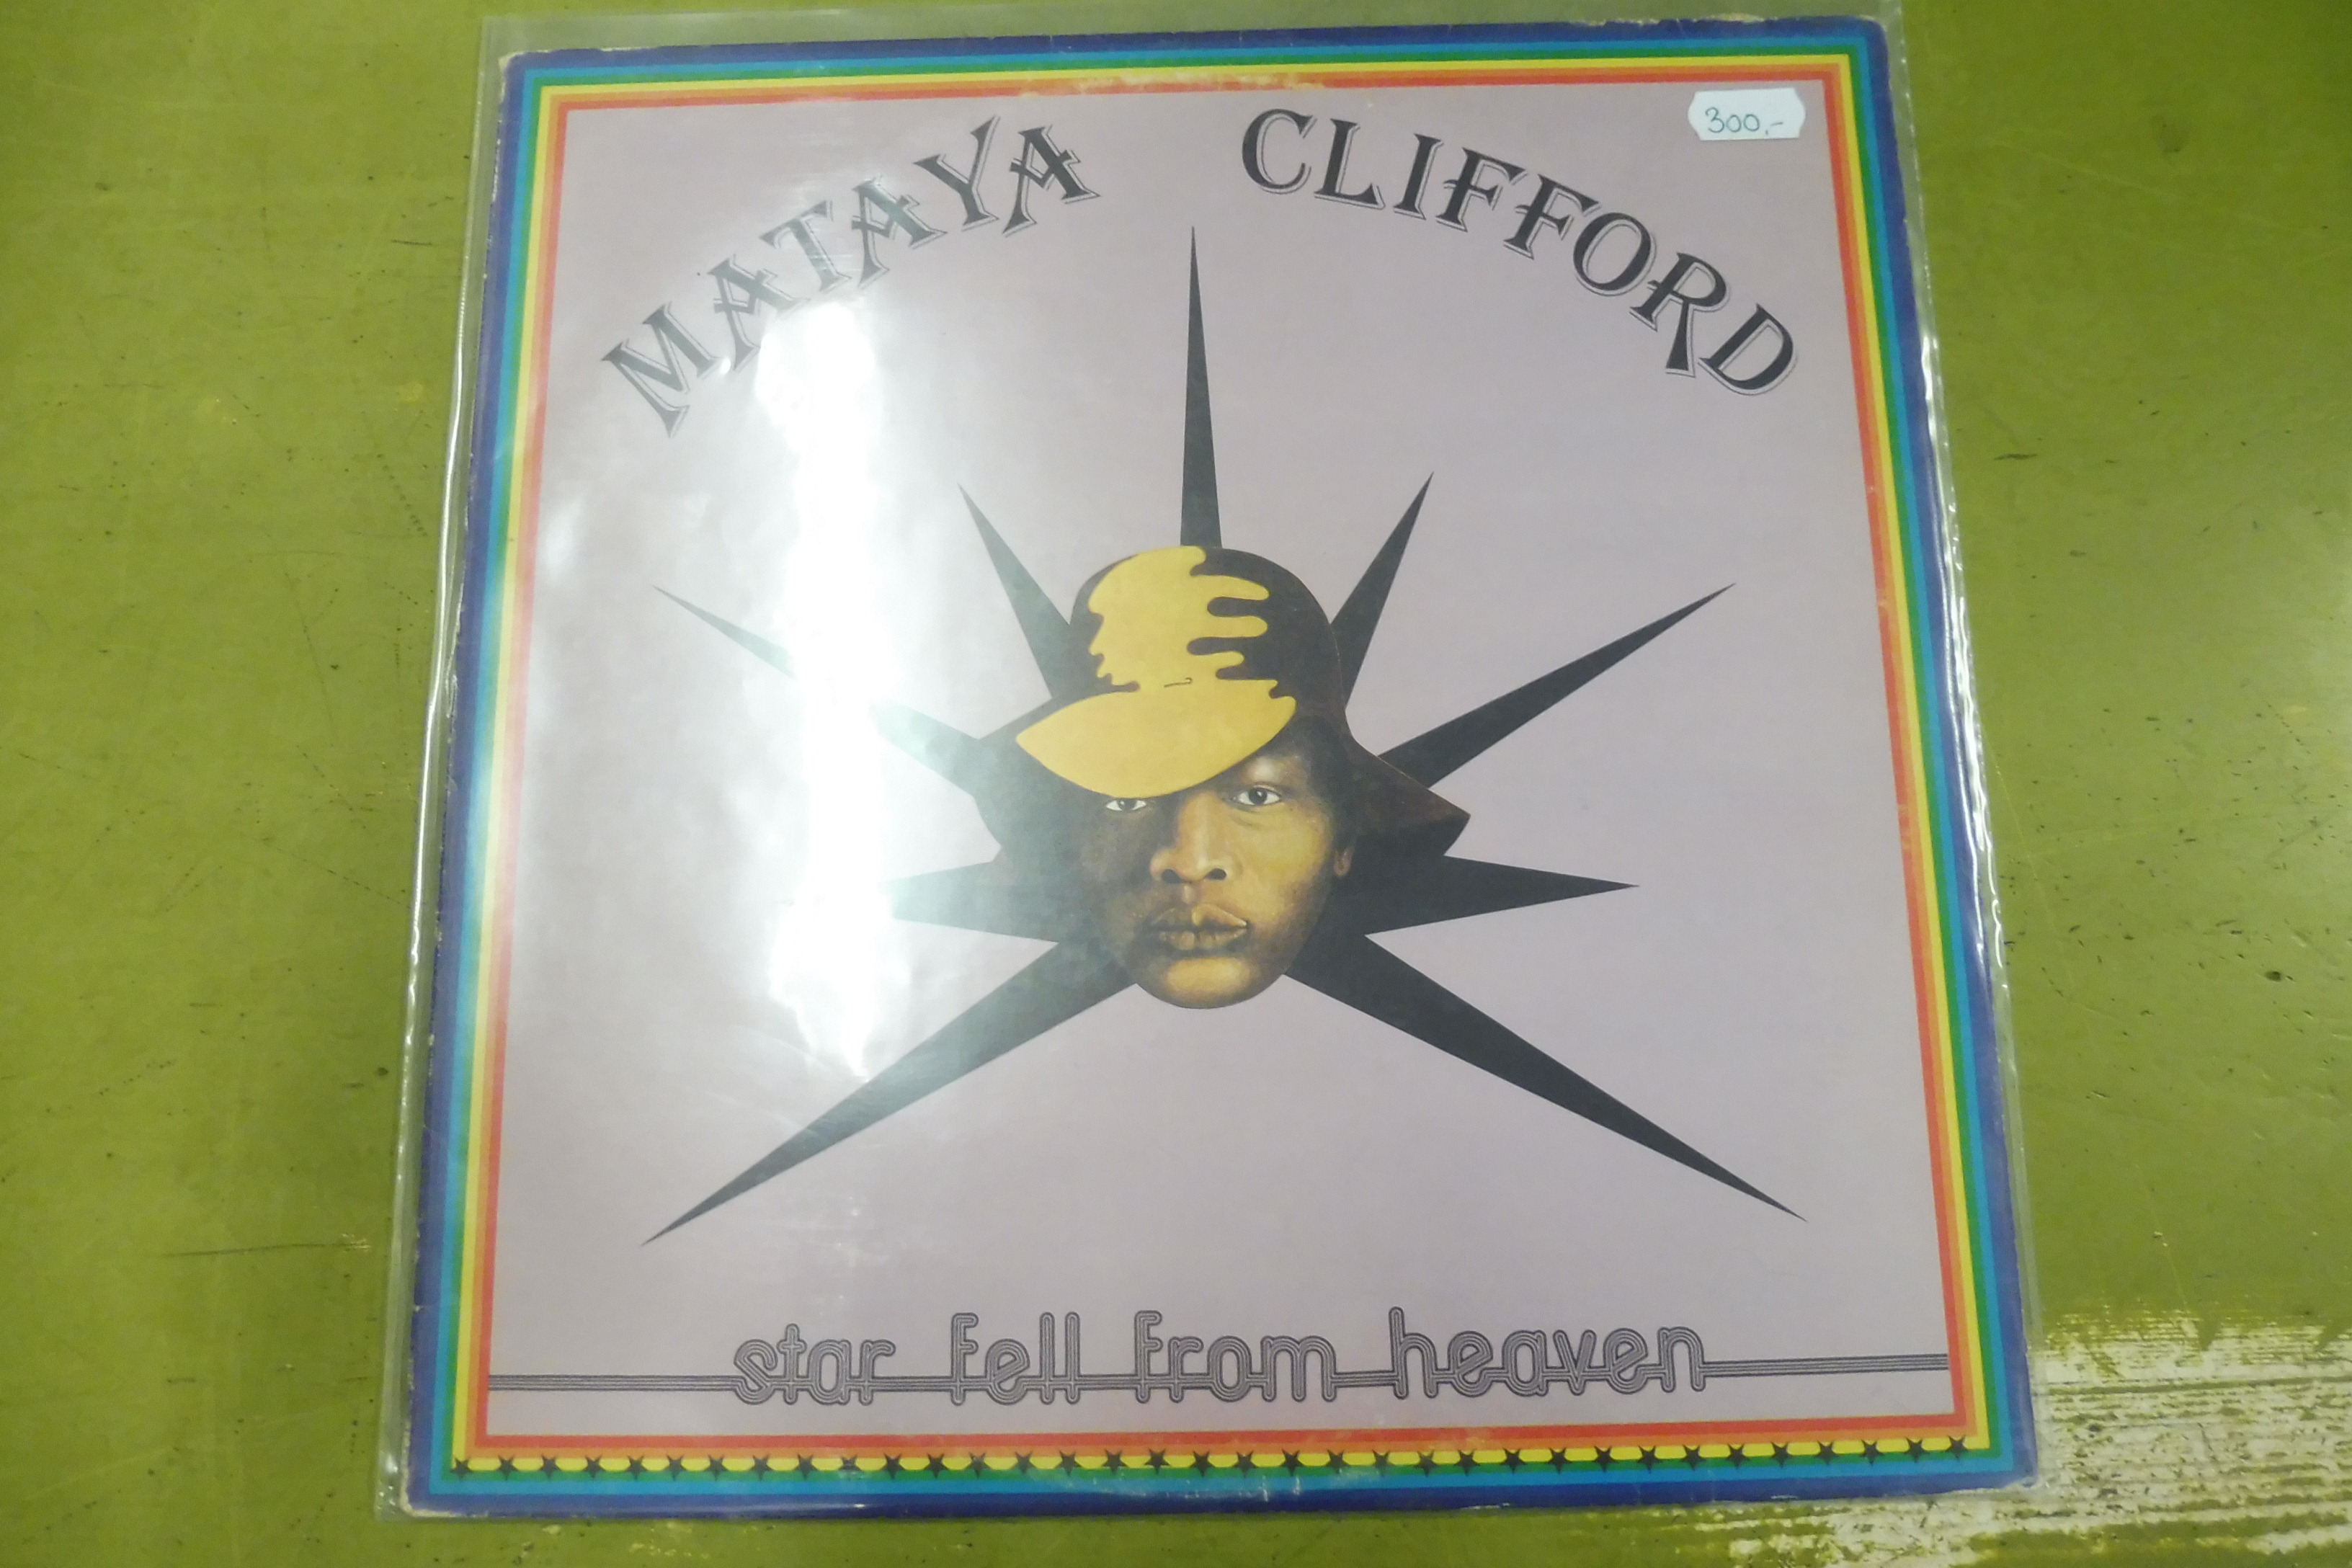 MATAYA CLIFFORD
300,-
star fell from heaven